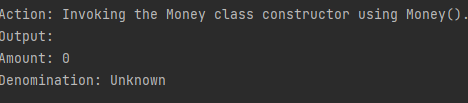 Action: Invoking the Money class constructor using Money().
Output:
Amount: 0
Denomination: Unknown